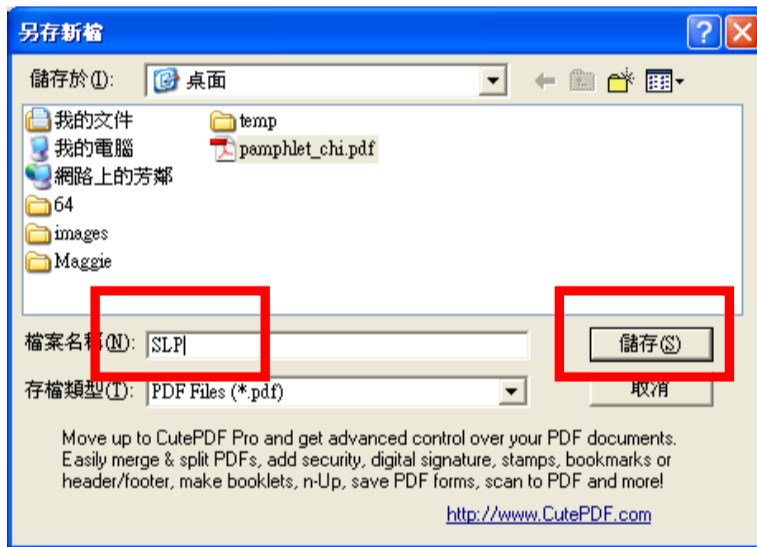 另存新檔
儲存於(I): 桌面
我的文件
我的電腦
網路上的芳鄰
64
images
Maggie
temp
pamphlet_chi.pdf
檔案名稱(N): SLP
儲存(S)
存檔類型(T): PDF Files (*.pdf)
取消
Move up to CutePDF Pro and get advanced control over your PDF documents.
Easily merge & split PDFs, add security, digital signature, stamps, bookmarks or
header/footer, make booklets, n-Up, save PDF forms, scan to PDF and more!
http://www.CutePDF.com